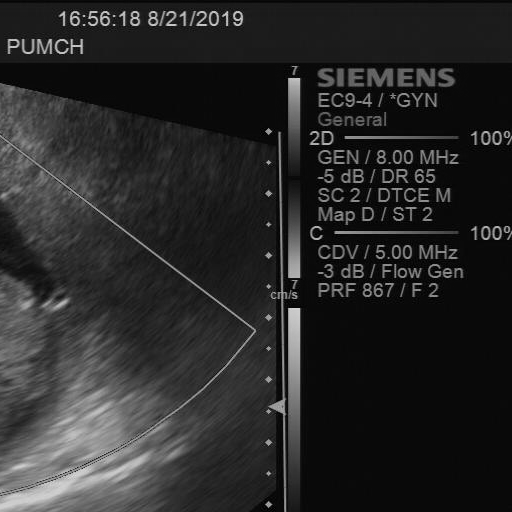 16:56:18 8/21/2019
PUMCH
7
SIEMENS
EC9-4 / *GYN
General
2D 100%
GEN / 8.00 MHz
-5 dB / DR 65
SC 2 / DTCE M
Map D / ST 2
C 100%
CDV / 5.00 MHz
-3 dB / Flow Gen
7
cm/s
PRF 867 / F 2